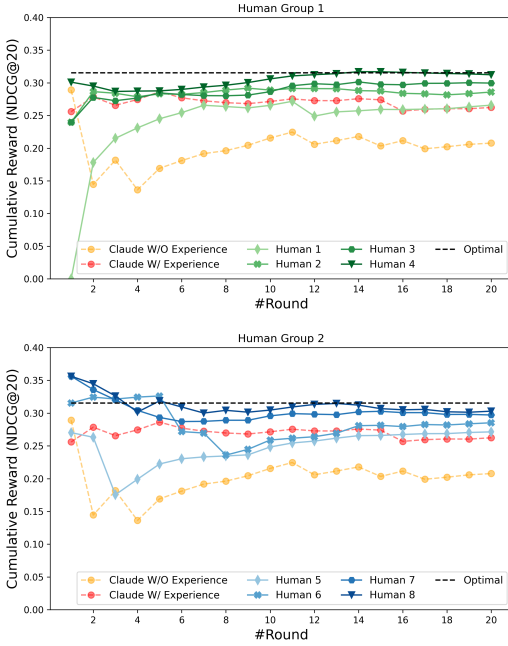 Human Group 1
Cumulative Reward (NDCG@20)
0.40
0.35
0.30
0.25
0.20
0.15
0.10
0.05
0.00
Claude W/O Experience
Claude W/ Experience
Human 1
Human 2
Human 3
Human 4
Optimal
2 4 6 8 10 12 14 16 18 20
#Round
Human Group 2
Cumulative Reward (NDCG@20)
0.40
0.35
0.30
0.25
0.20
0.15
0.10
0.05
0.00
Claude W/O Experience
Claude W/ Experience
Human 5
Human 6
Human 7
Human 8
Optimal
2 4 6 8 10 12 14 16 18 20
#Round